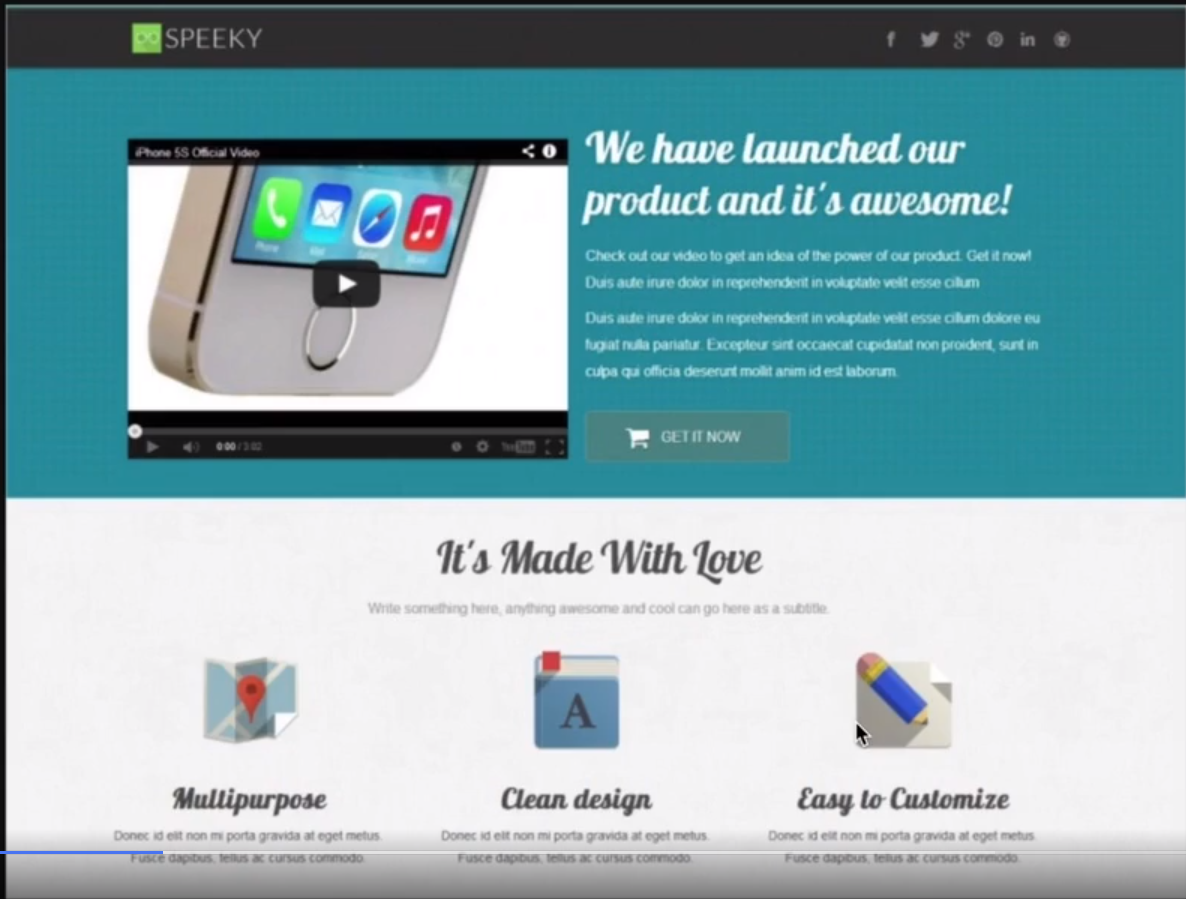 SPEEKY
iPhone 5S Official Video
We have launched our
product and it's awesome!
Check out our video to get an idea of the power of our product. Get it now!
Duis aute irure dolor in reprehenderit in voluptate velit esse cillum
Duis aute irure dolor in reprehenderit in voluptate velit esse cillum dolore eu
fugiat nulla pariatur. Excepteur sint occaecat cupidatat non proident, sunt in
culpa qui officia deserunt mollit anim id est laborum.
0:00 / 3:02
YouTube
GET IT NOW
It's Made With Love
Write something here, anything awesome and cool can go here as a subtitle.
A
Multipurpose
Clean design
Easy to Customize
Donec id elit non mi porta gravida at eget metus.
Donec id elit non mi porta gravida at eget metus.
Donec id elit non mi porta gravida at eget metus.
Fusce dapibus, tellus ac cursus commodo.
Fusce dapibus, tellus ac cursus commodo.
Fusce dapibus, tellus ac cursus commodo.